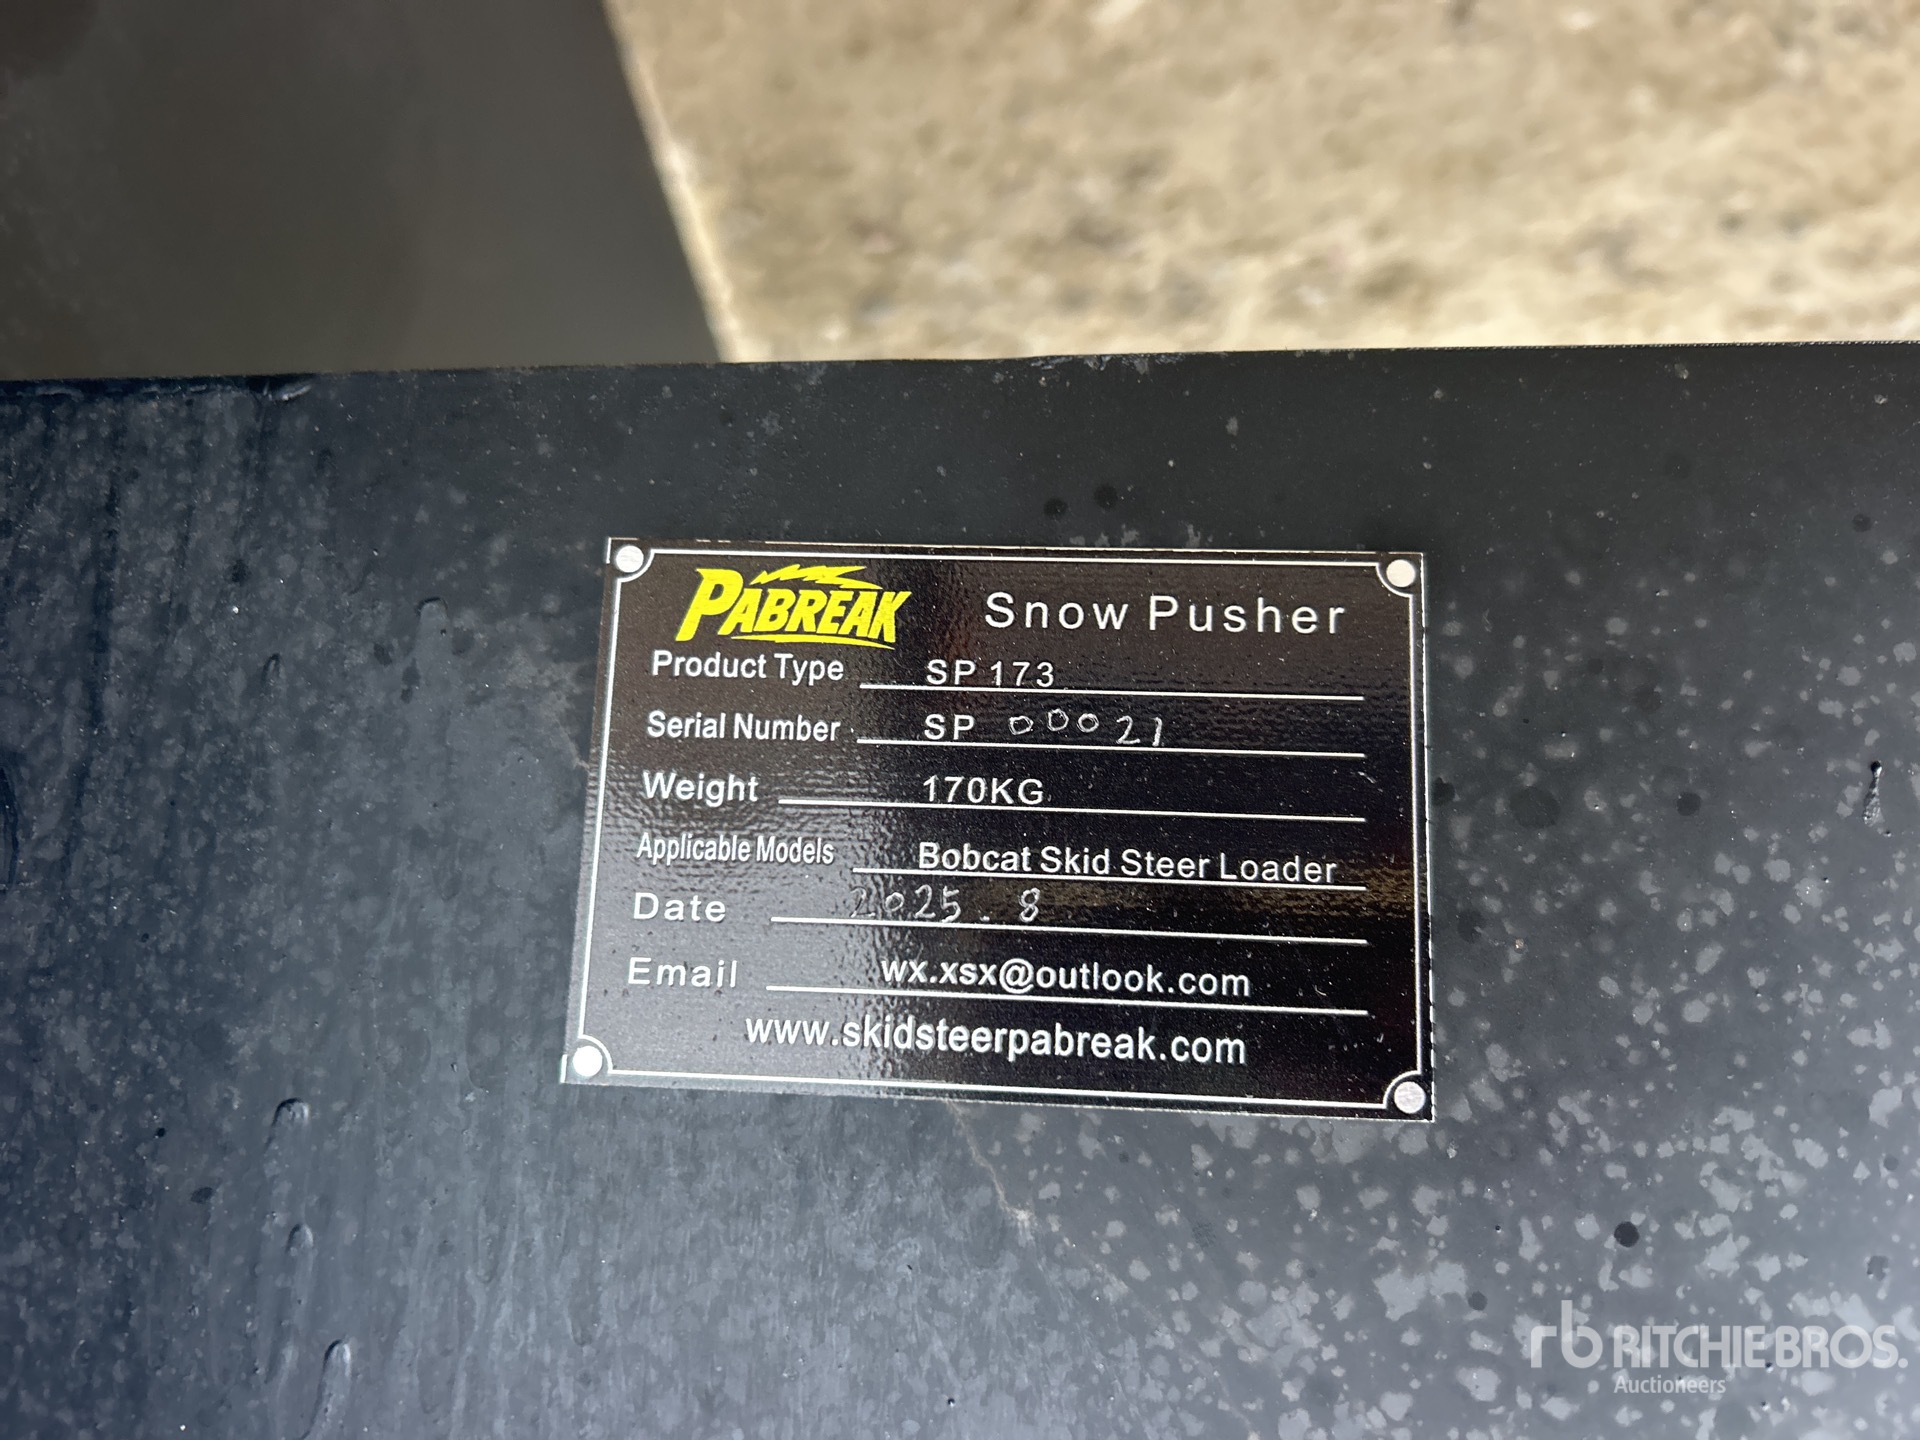 PABREAK Snow Pusher
Product Type SP 173
Serial Number SP 00021
Weight 170KG
Applicable Models Bobcat Skid Steer Loader
Date 2025.8
Email wx.xsx@outlook.com
www.skidsteerpabreak.com
rb RITCHIE BROS.
Auctioneers